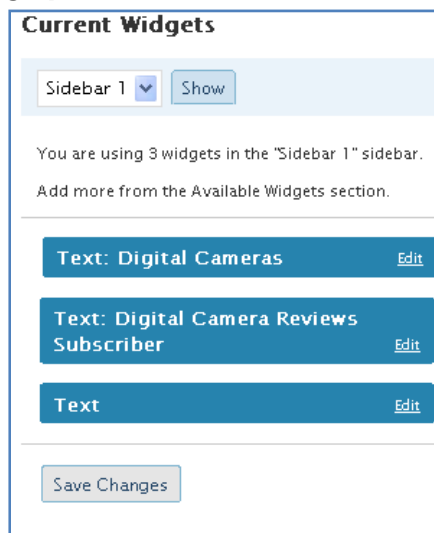 Current Widgets
Sidebar 1 Show
You are using 3 widgets in the "Sidebar 1" sidebar.
Add more from the Available Widgets section.
Text: Digital Cameras Edit
Text: Digital Camera Reviews
Subscriber Edit
Text Edit
Save Changes